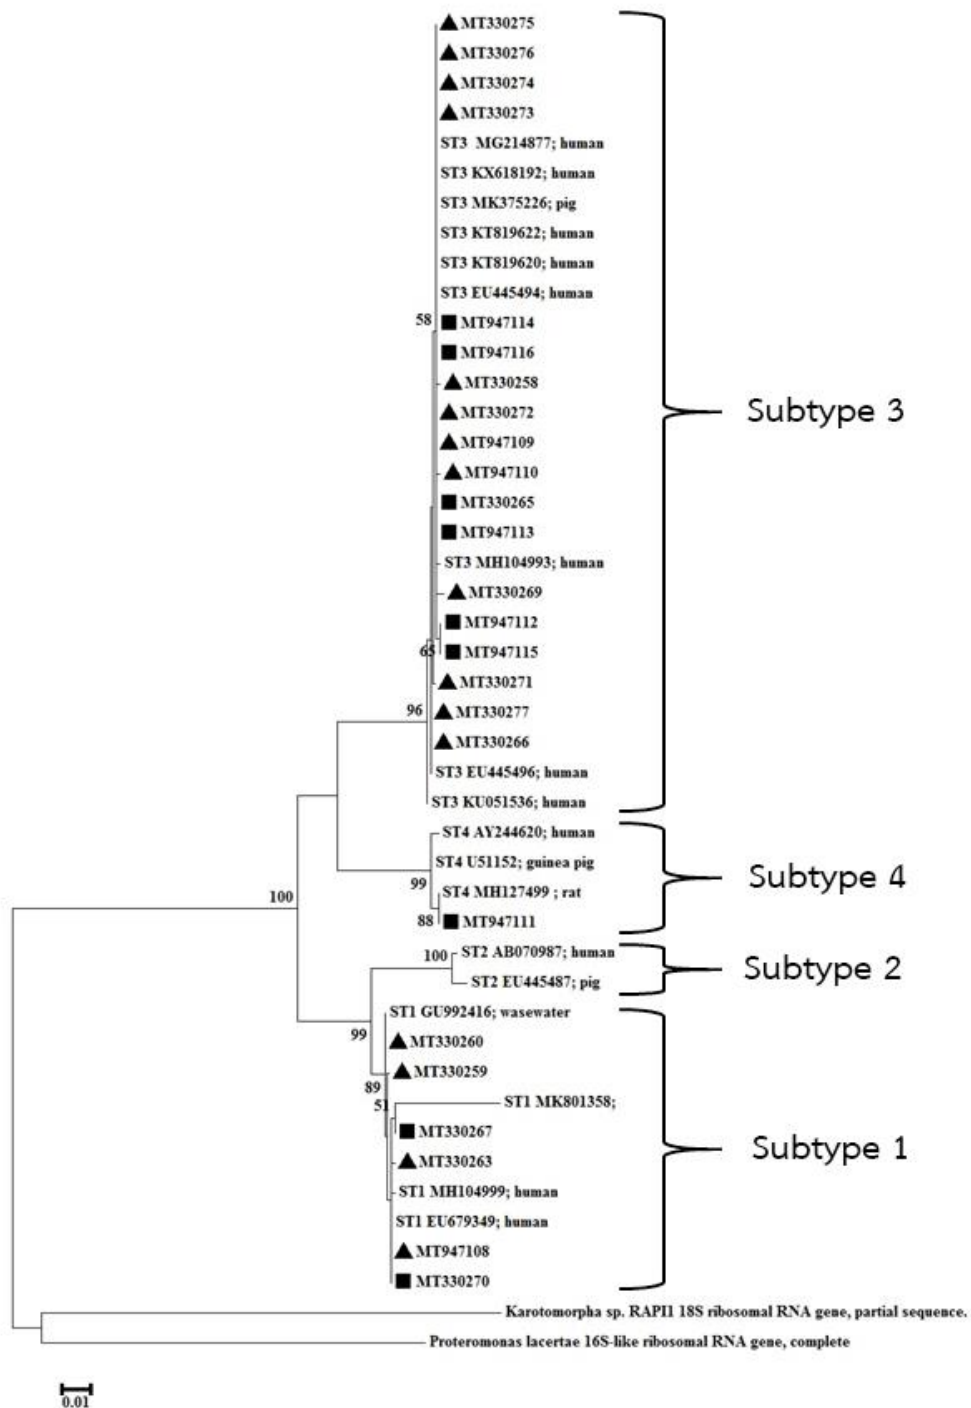 MT330275
MT330276
MT330274
MT330273
ST3 MG214877; human
ST3 KX618192; human
ST3 MK375226; pig
ST3 KT819622; human
ST3 KT819620; human
ST3 EU445494; human
58
MT947114
MT947116
MT330258
MT330272
Subtype 3
MT947109
MT947110
MT330265
MT947113
ST3 MH104993; human
MT330269
MT947112
65
MT947115
MT330271
96
MT330277
MT330266
ST3 EU445496; human
ST3 KU051536; human
ST4 AY244620; human
ST4 U51152; guinea pig
Subtype 4
99
ST4 MH127499 ; rat
100
88
MT947111
100
ST2 AB070987; human
Subtype 2
ST2 EU445487; pig
ST1 GU992416; wasewater
99
MT330260
MT330259
89
51
ST1 MK801358;
MT330267
Subtype 1
MT330263
ST1 MH104999; human
ST1 EU679349; human
MT947108
MT330270
Karotomorpha sp. RAPI1 18S ribosomal RNA gene, partial sequence.
Proteromonas lacertae 16S-like ribosomal RNA gene, complete
0.01